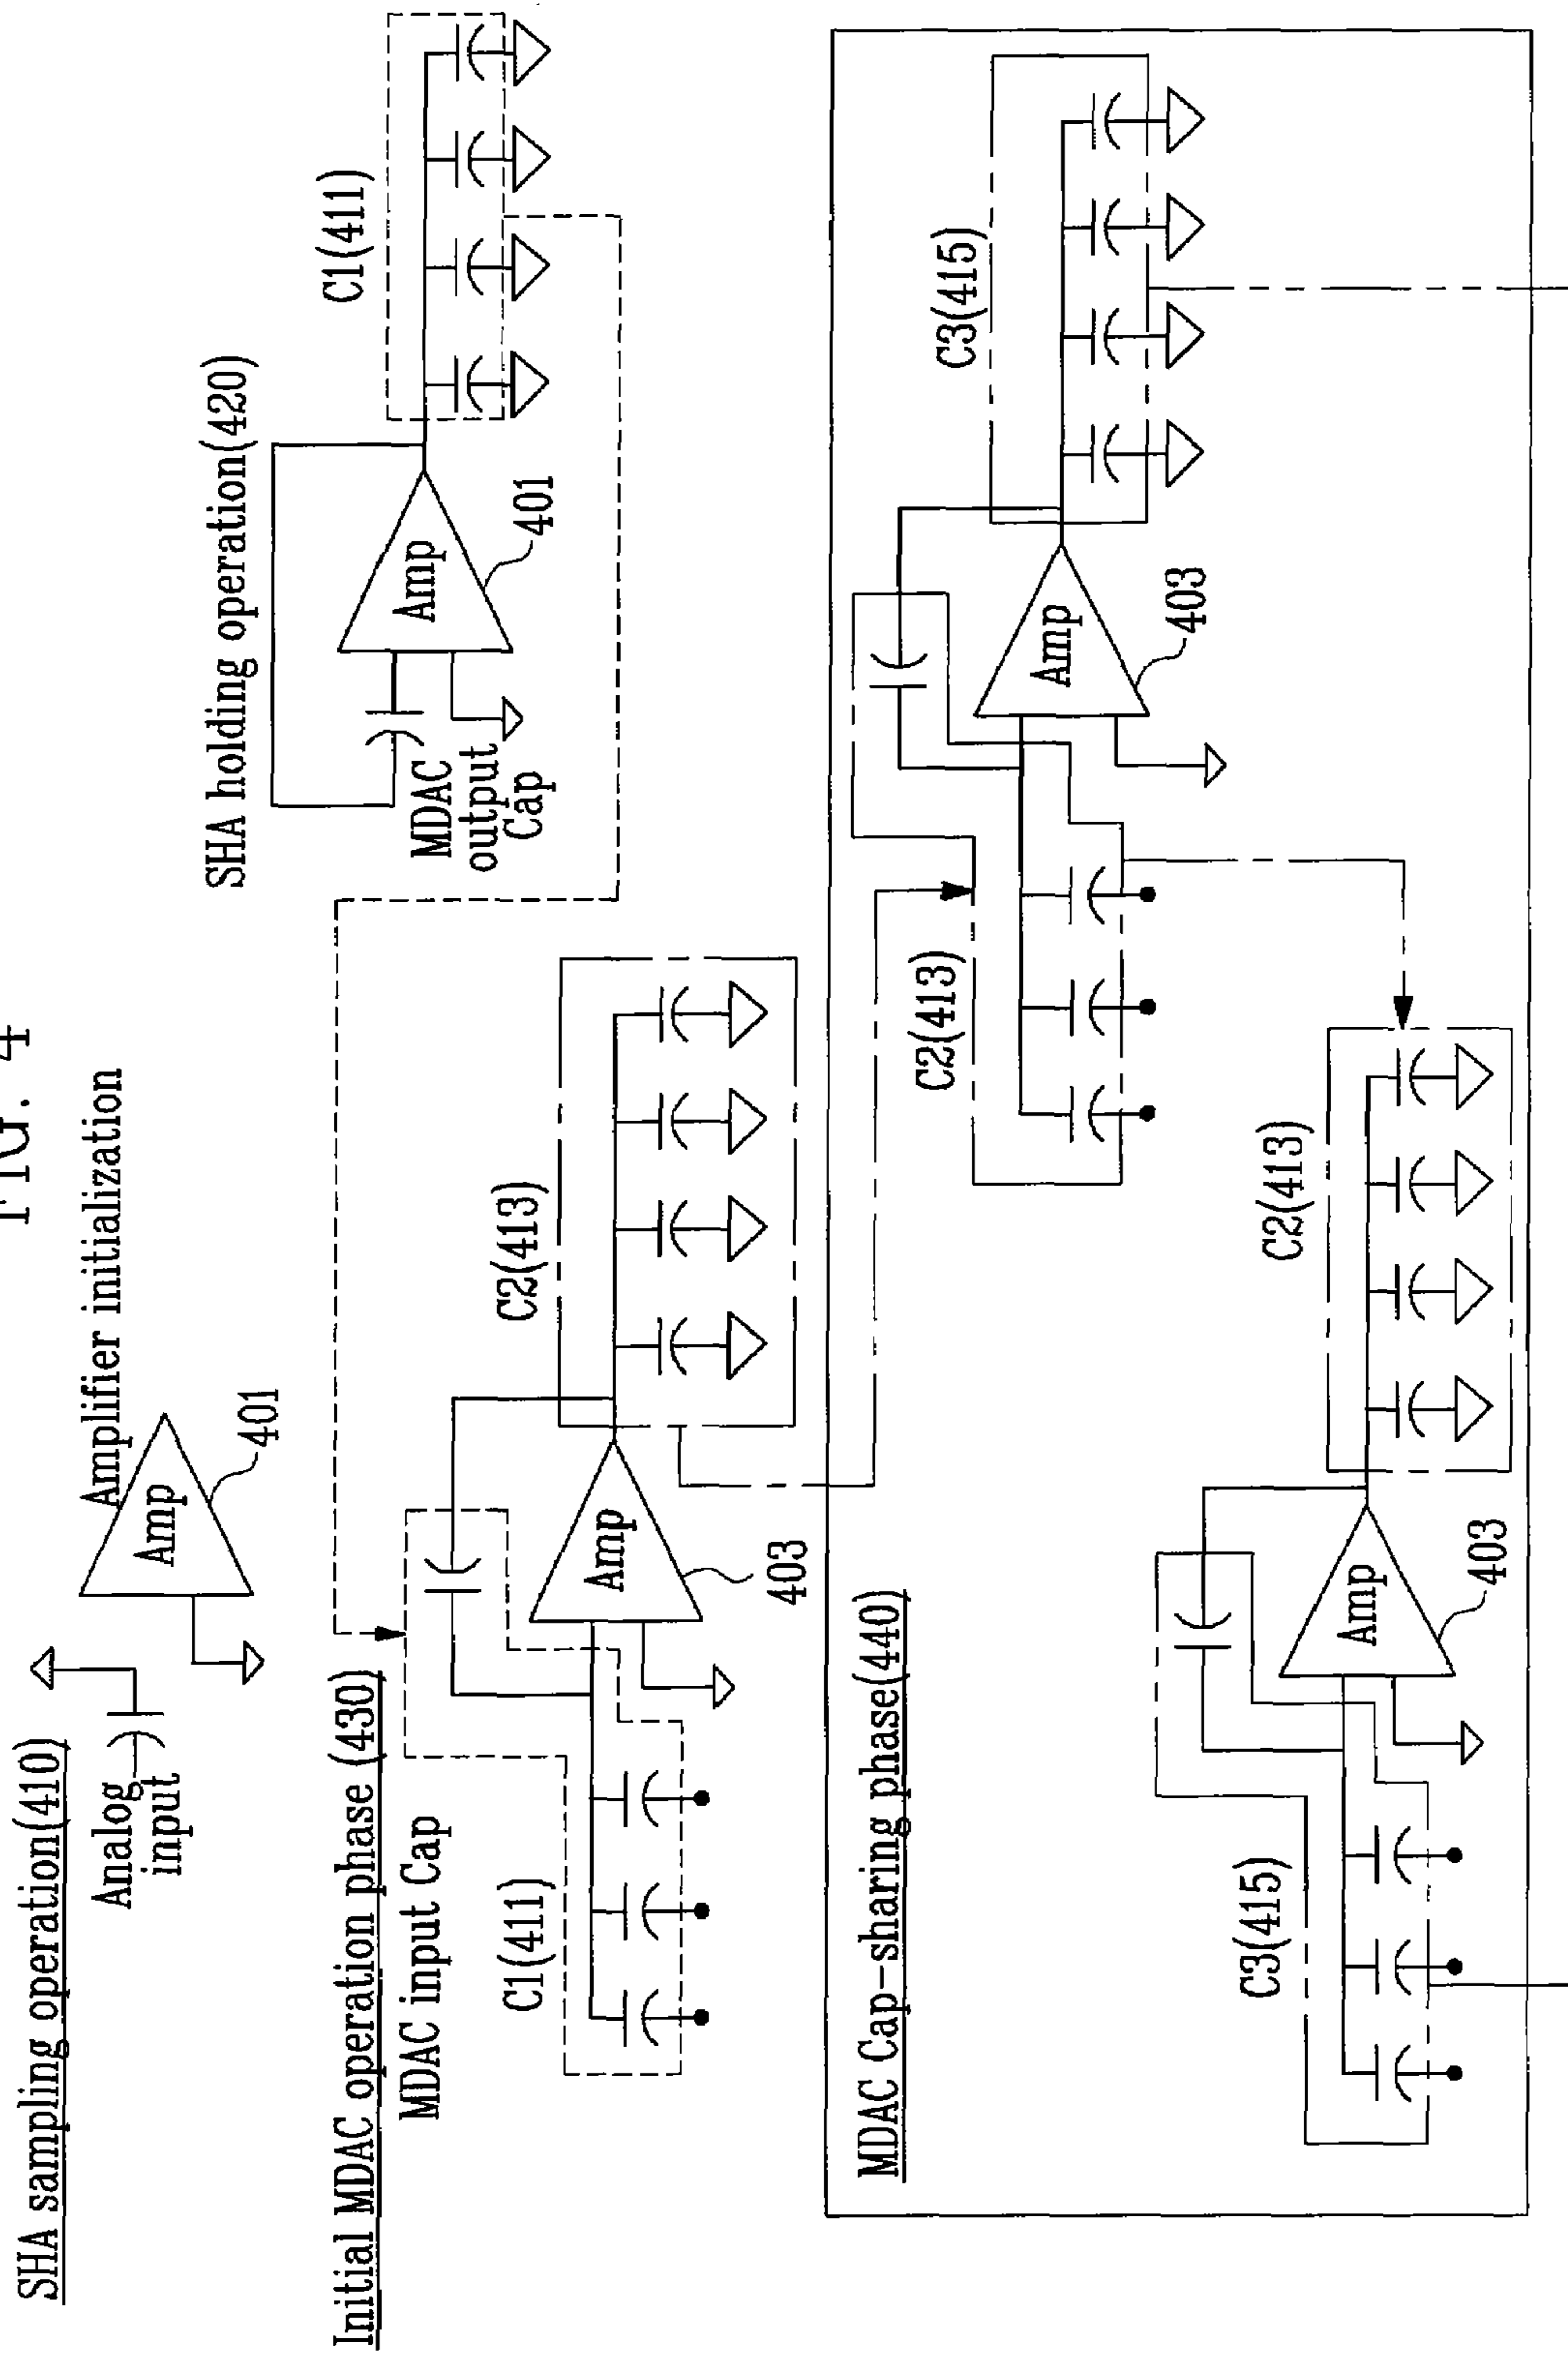 FIG. 4
SHA sampling operation(410)
Analog
input
Amplifier initialization
Amp
401
SHA holding operation(420)
MDAC
output
Cap
Amp
401
C1(411)
Initial MDAC operation phase (430)
MDAC input Cap
C1(411)
Amp
403
C2(413)
MDAC Cap-sharing phase(440)
C2(413)
Amp
403
C3(415)
C3(415)
Amp
403
C2(413)